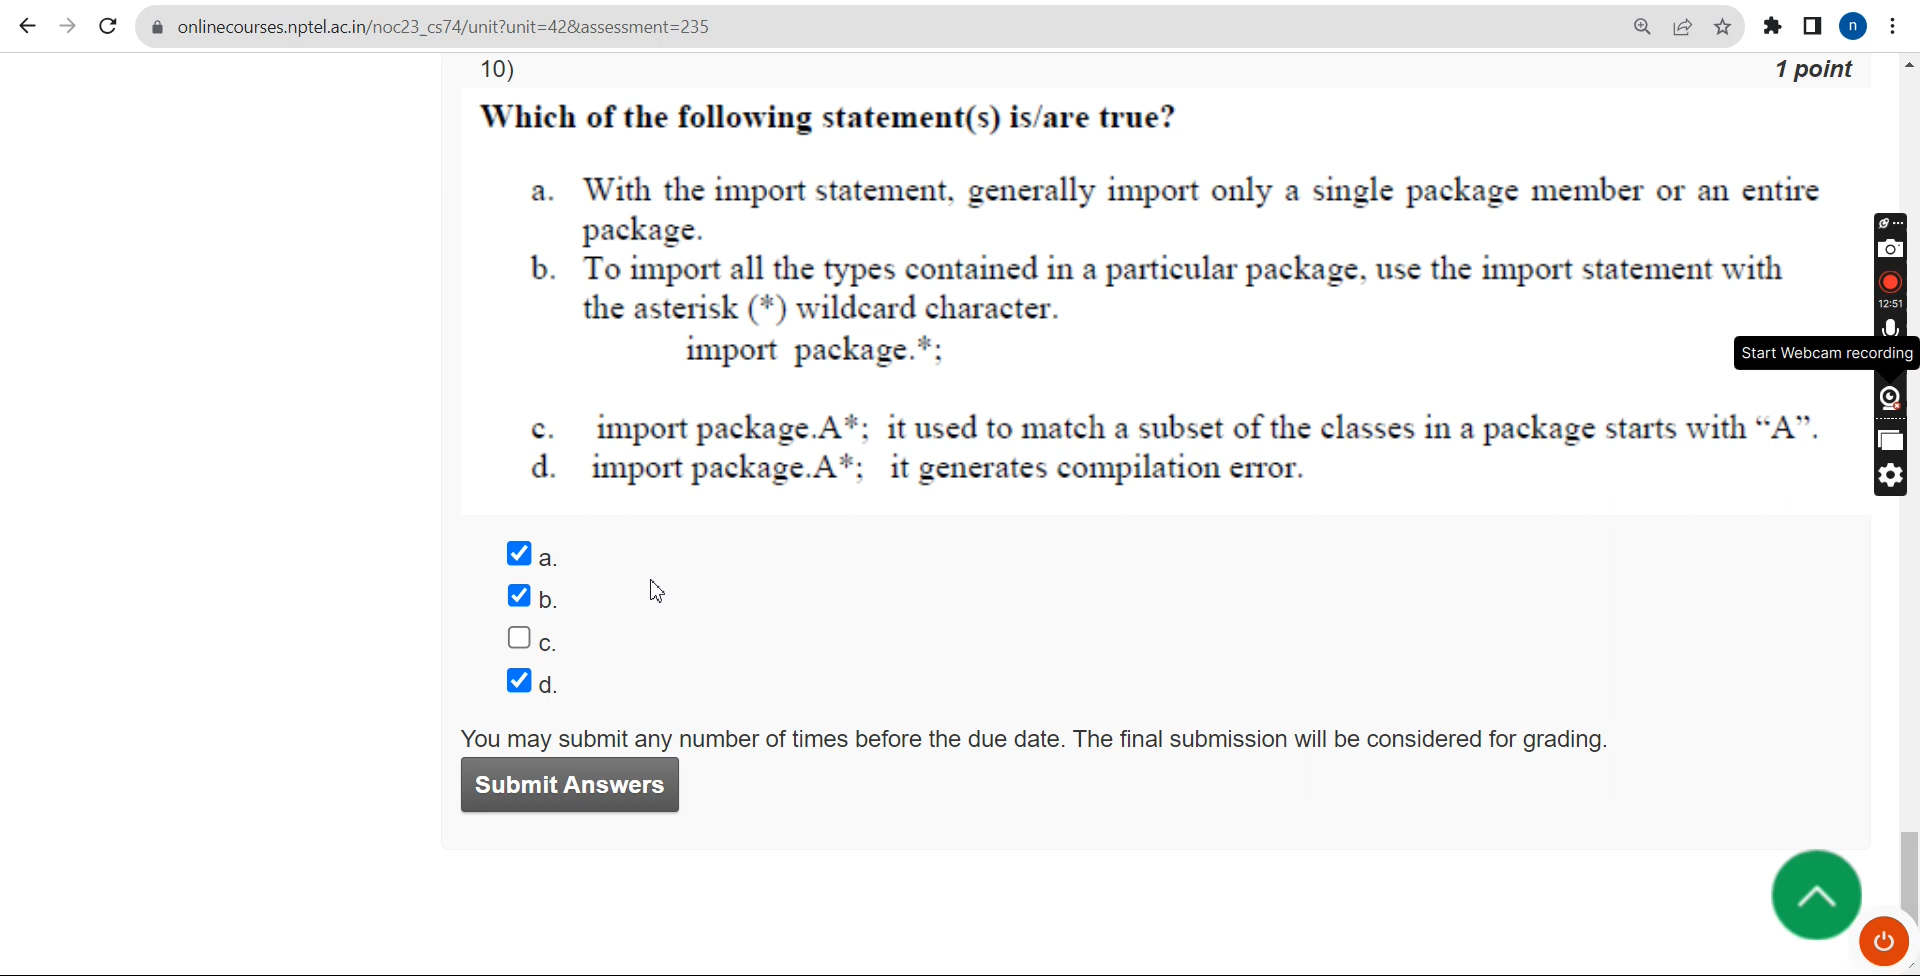 onlinecourses.nptel.ac.in/noc23_cs74/unit?unit=42&assessment=235
n
10)
1 point
Which of the following statement(s) is/are true?
a. With the import statement, generally import only a single package member or an entire
package.
b. To import all the types contained in a particular package, use the import statement with
the asterisk (*) wildcard character.
import package.*;
12:51
Start Webcam recording
c. import package.A*; it used to match a subset of the classes in a package starts with “A”.
d. import package.A*; it generates compilation error.
a.
b.
c.
d.
You may submit any number of times before the due date. The final submission will be considered for grading.
Submit Answers